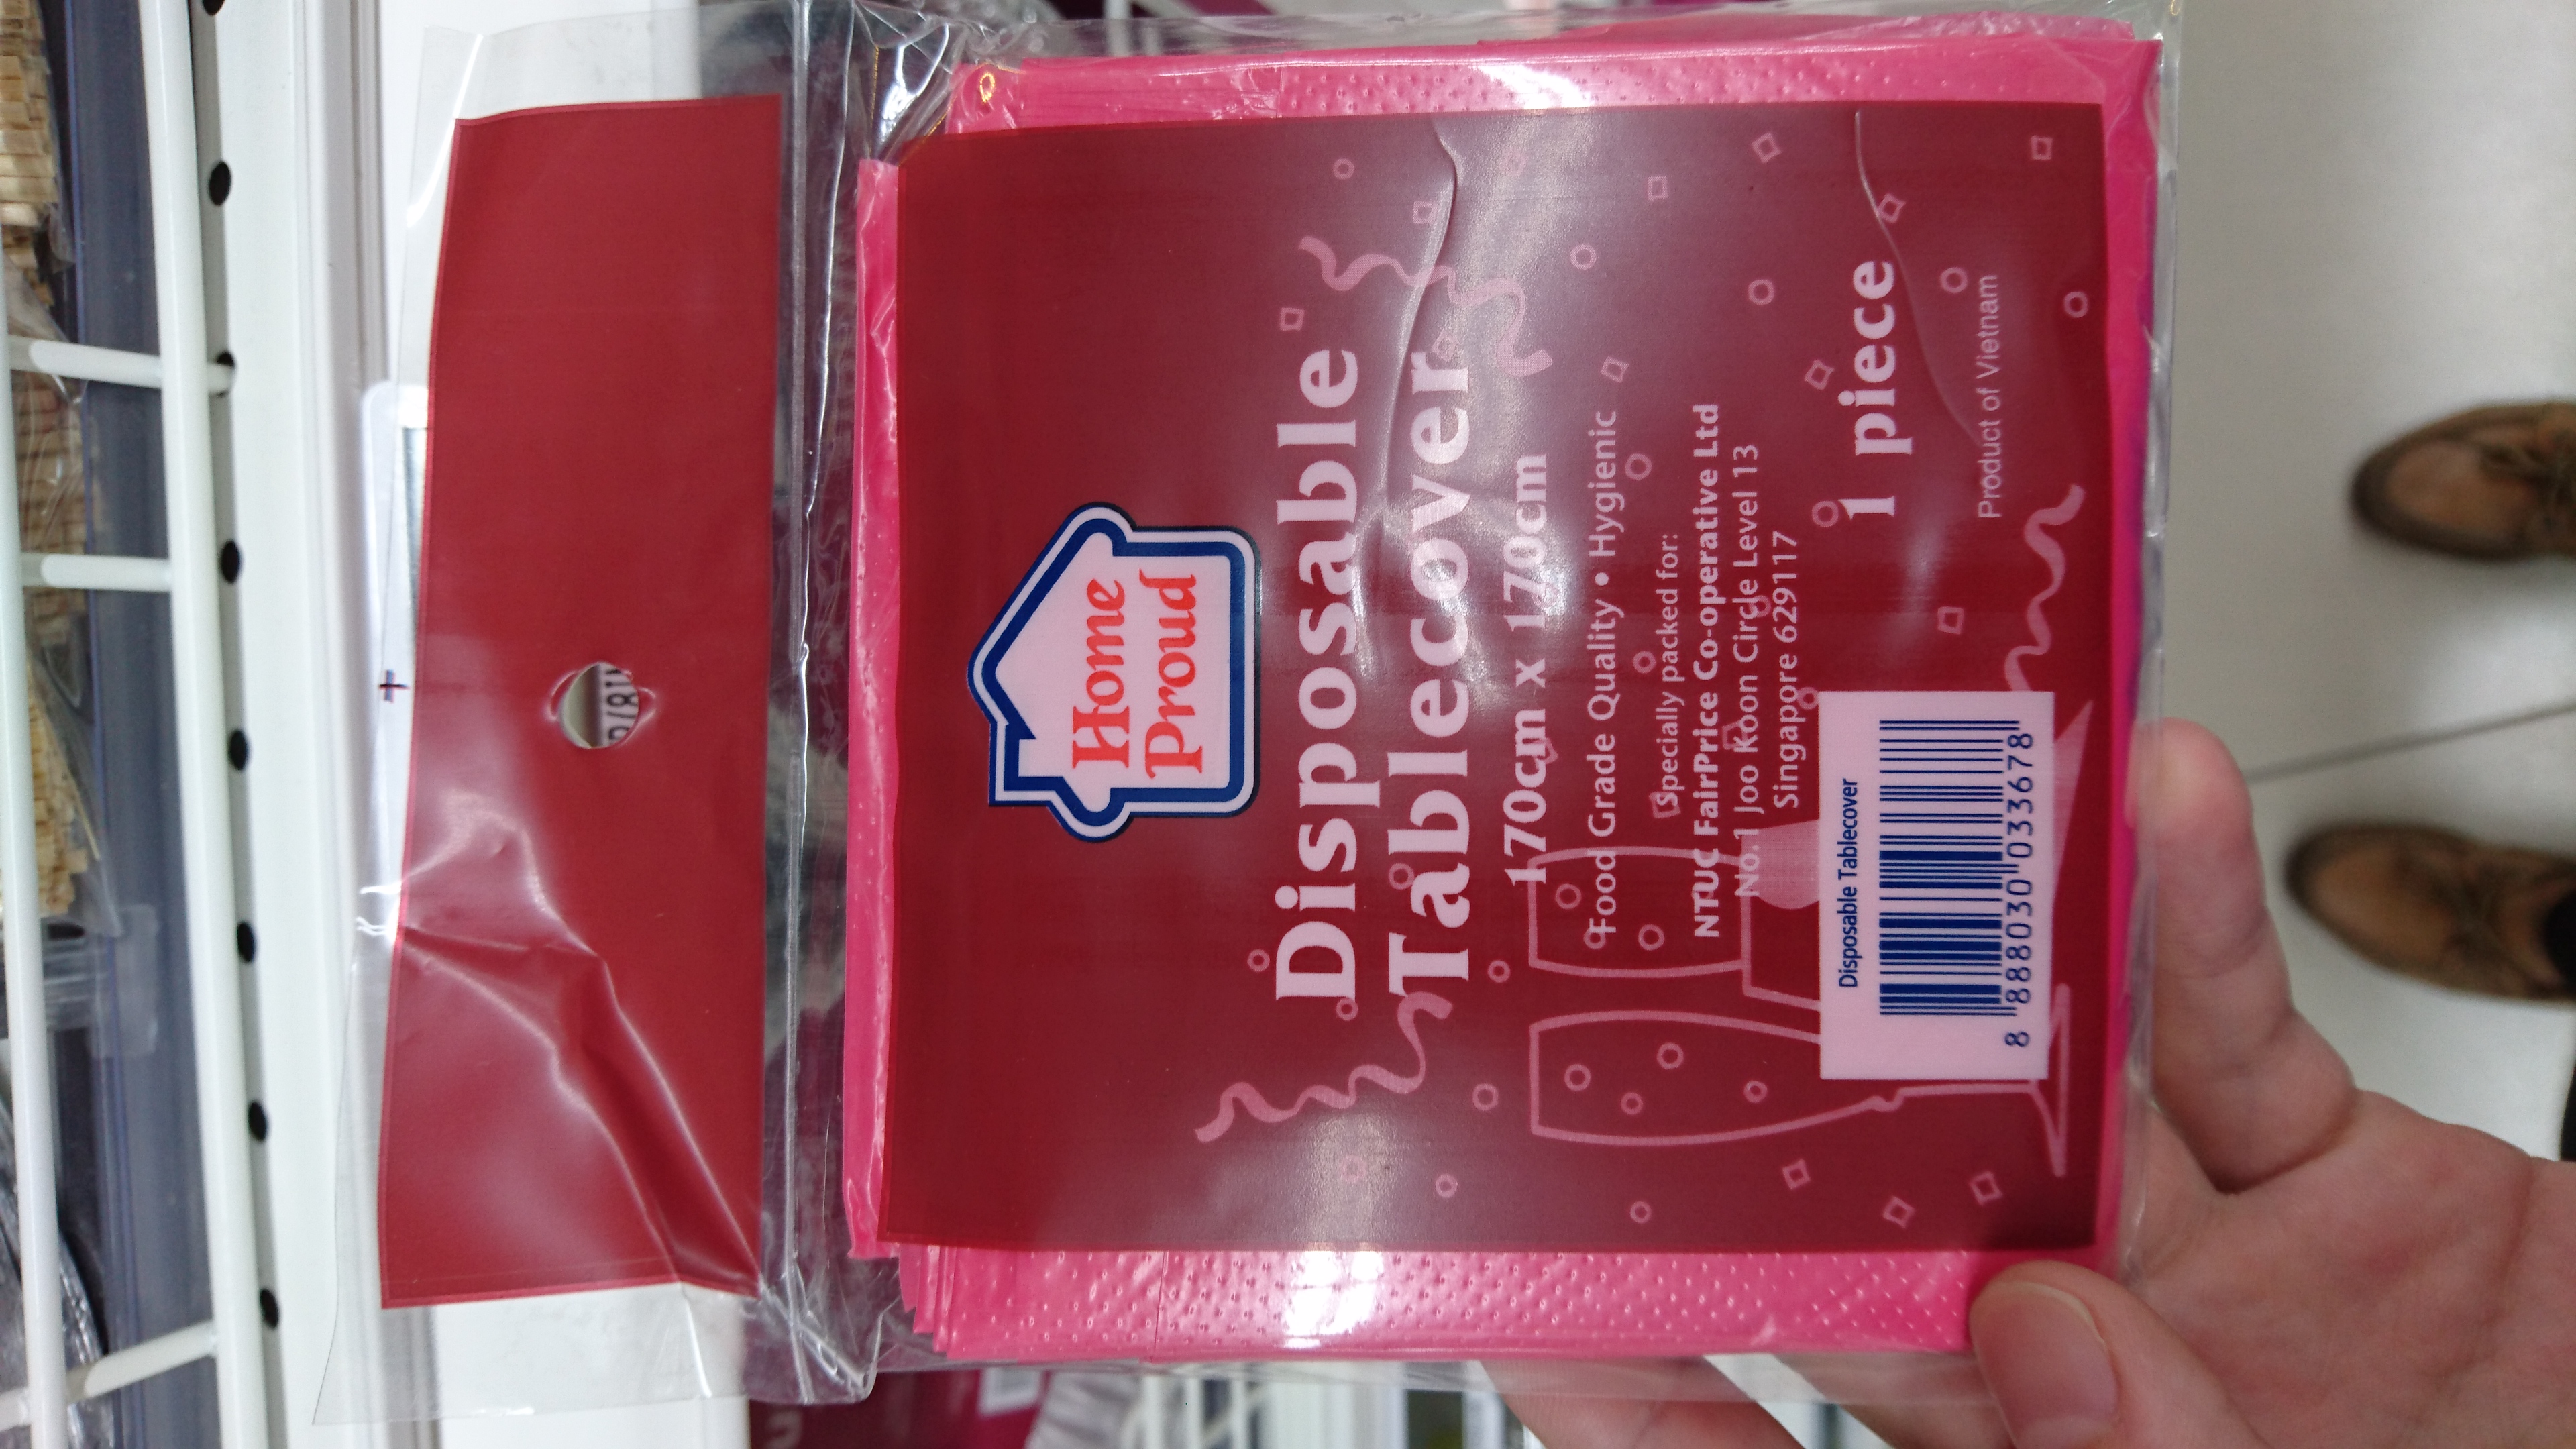 Home
Proud
Disposable
Tablecover
170cm x 170cm
Food Grade Quality • Hygienic
Specially packed for:
NTUC FairPrice Co-operative Ltd
No.1 Joo Koon Circle Level 13
Singapore 629117
1 piece
Product of Vietnam
Disposable Tablecover
8 888030 033678